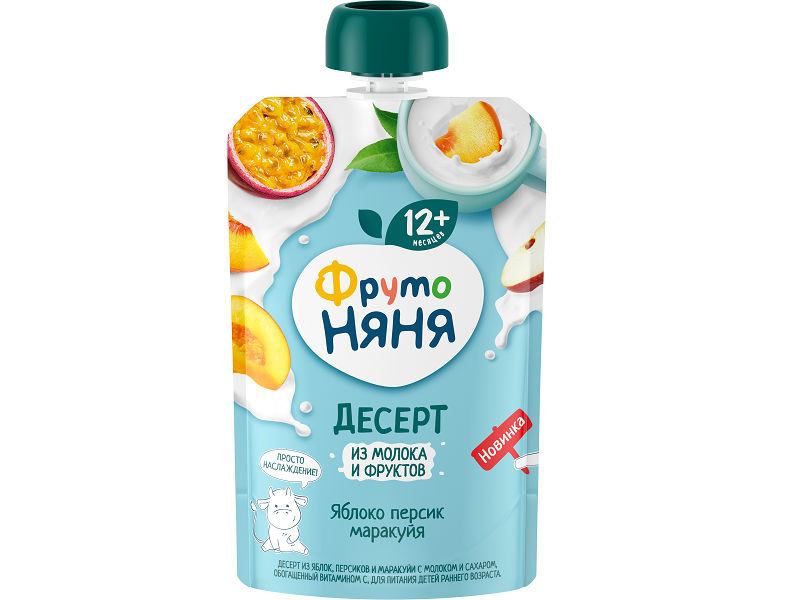 12+
месяцев
Фруто
НЯНЯ
ДЕСЕРТ
ИЗ МОЛОКА
И ФРУКТОВ
Новинка
ПРОСТО
НАСЛАЖДЕНИЕ!
Яблоко персик
маракуйя
ДЕСЕРТ ИЗ ЯБЛОК, ПЕРСИКОВ И МАРАКУЙИ С МОЛОКОМ И САХАРОМ,
ОБОГАЩЕННЫЙ ВИТАМИНОМ С, ДЛЯ ПИТАНИЯ ДЕТЕЙ РАННЕГО ВОЗРАСТА.